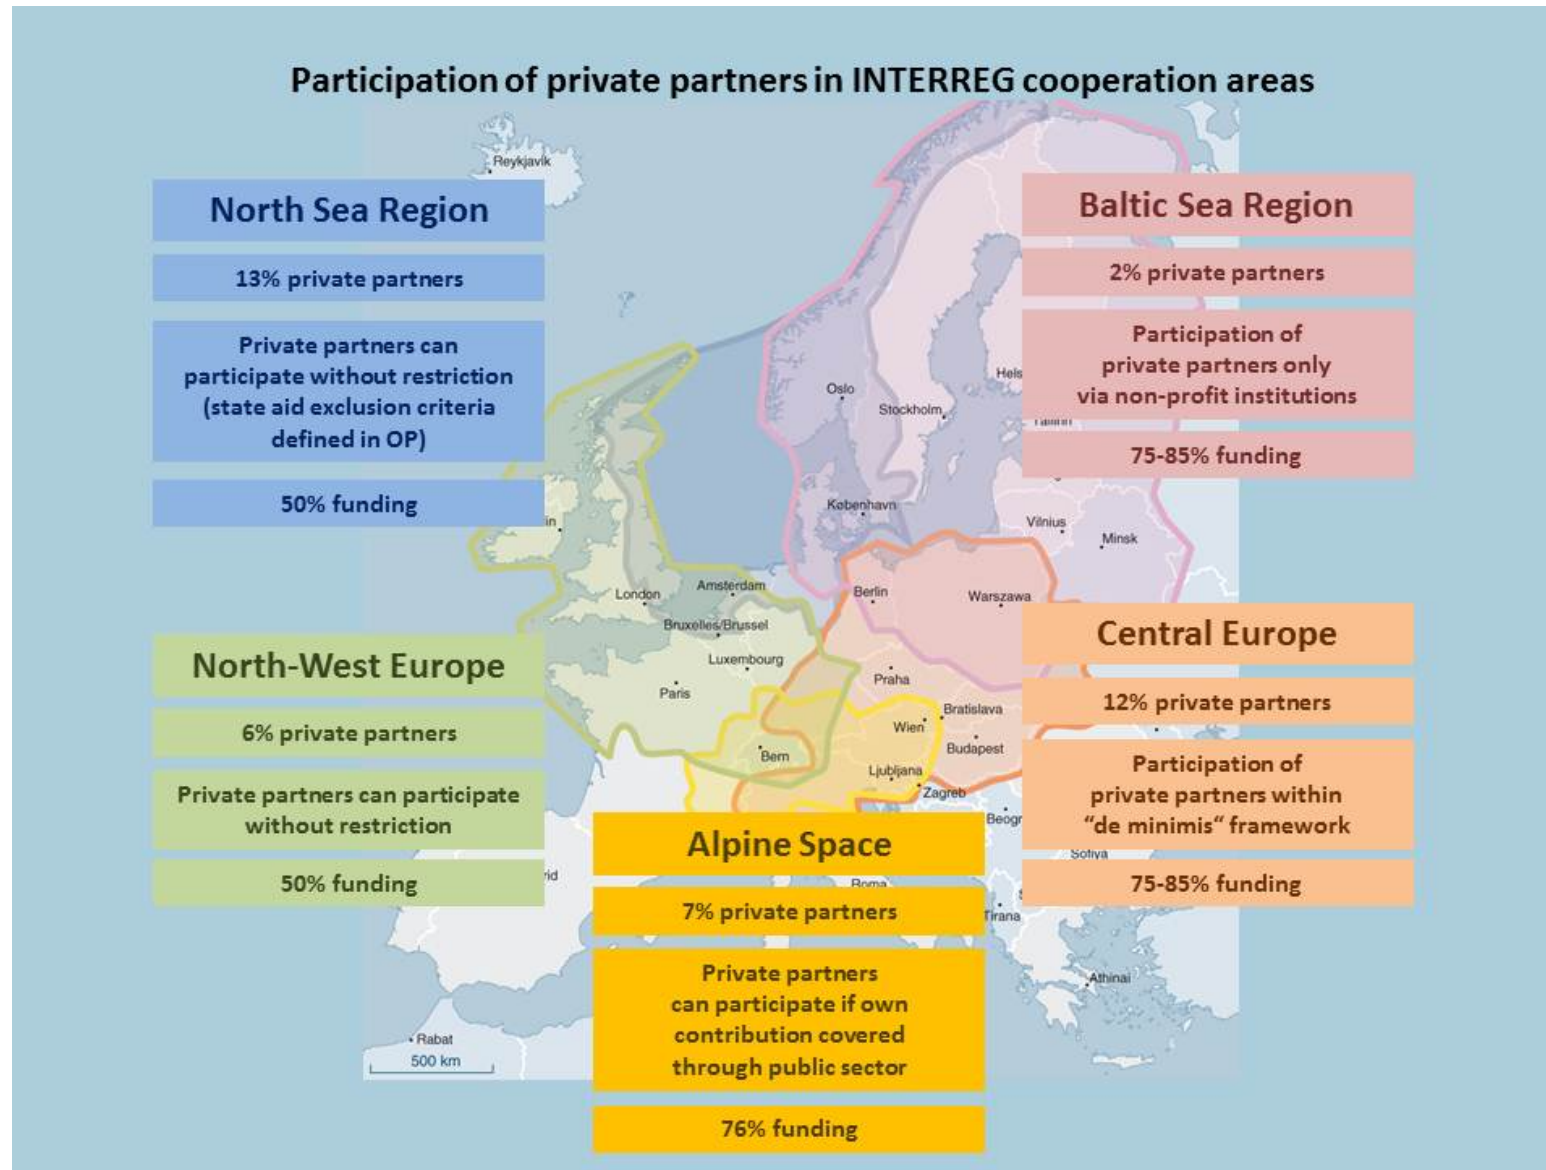 Participation of private partners in INTERREG cooperation areas
North Sea Region
13% private partners
Private partners can
participate without restriction
(state aid exclusion criteria
defined in OP)
50% funding
Baltic Sea Region
2% private partners
Participation of
private partners only
via non-profit institutions
75-85% funding
North-West Europe
6% private partners
Private partners can participate
without restriction
50% funding
Central Europe
12% private partners
Participation of
private partners within
“de minimis“ framework
75-85% funding
Alpine Space
7% private partners
Private partners
can participate if own
contribution covered
through public sector
76% funding
Reykjavik
Oslo
Stockholm
Hels
København
Vilnius
Minsk
in
London
Amsterdam
Berlin
Warszawa
Bruxelles/Brussel
Luxembourg
Paris
Praha
Bratislava
Wien
Budapest
Bern
Ljubljana
Zagreb
Beogr
Sofiya
rid
Roma
Tirana
Athinai
Rabat
500 km